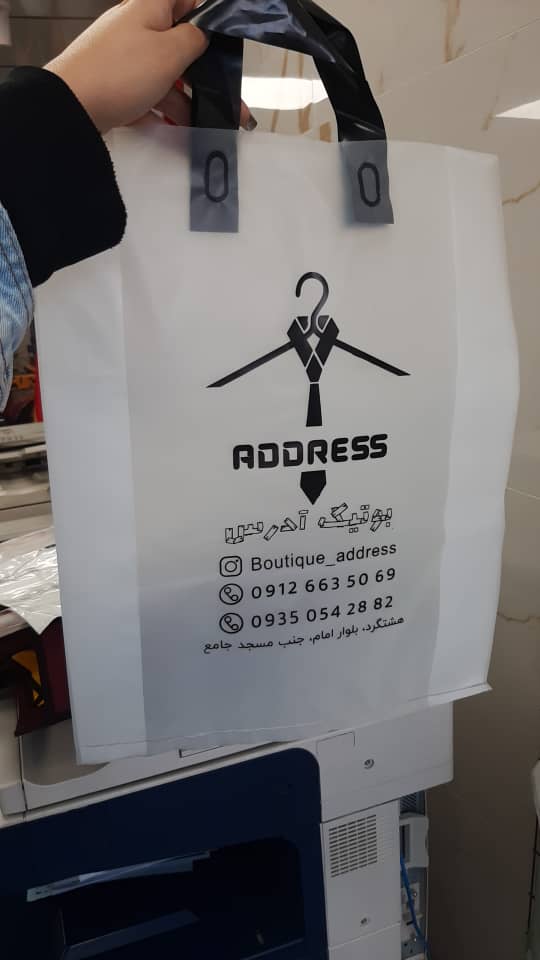 ADDRESS
بوتیک آدرس
Boutique_address
0912 663 50 69
0935 054 28 82
هشتگرد، بلوار امام، جنب مسجد جامع